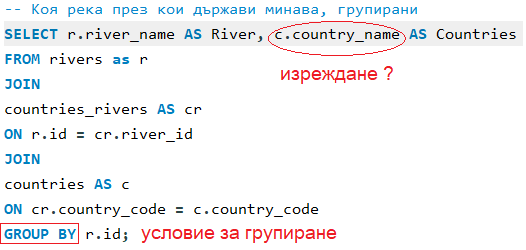 -- Коя река през кои държави минава, групирани
SELECT r.river_name AS River, c.country_name AS Countries
FROM rivers as r
изреждане ?
JOIN
countries_rivers AS cr
ON r.id = cr.river_id
JOIN
countries AS c
ON cr.country_code = c.country_code
GROUP BY r.id; условие за групиране